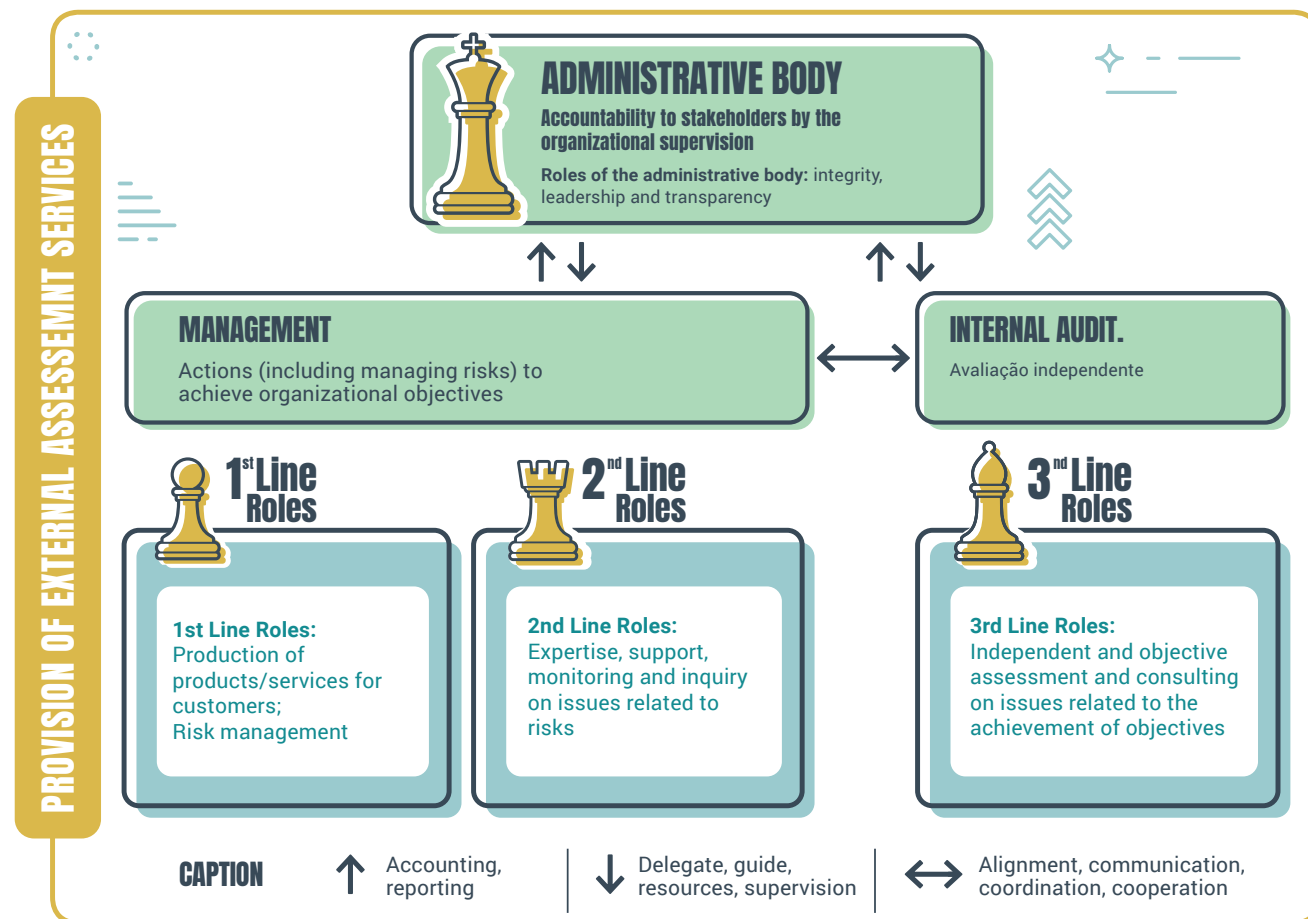 PROVISION OF EXTERNAL ASSESSEMNT SERVICES
ADMINISTRATIVE BODY
Accountability to stakeholders by the
organizational supervision
Roles of the administrative body: integrity,
leadership and transparency
MANAGEMENT
Actions (including managing risks) to
achieve organizational objectives
INTERNAL AUDIT.
Avaliação independente
1st Line
Roles
1st Line Roles:
Production of
products/services for
customers;
Risk management
2nd Line
Roles
2nd Line Roles:
Expertise, support,
monitoring and inquiry
on issues related to
risks
3nd Line
Roles
3rd Line Roles:
Independent and objective
assessment and consulting
on issues related to the
achievement of objectives
CAPTION
Accounting,
reporting
Delegate, guide,
resources, supervision
Alignment, communication,
coordination, cooperation